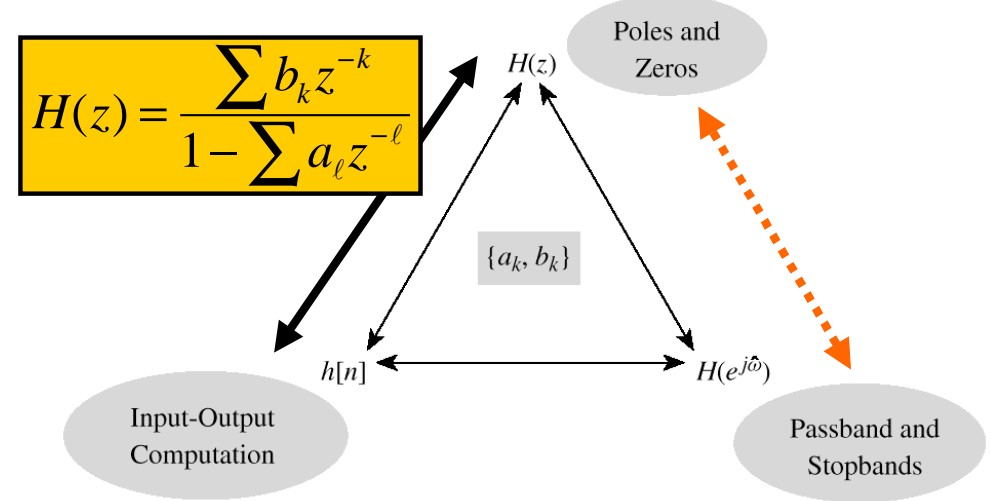 Poles and
Zeros
H(z)
H(z) = ∑ b_k z^{-k} / (1 − ∑ a_ℓ z^{-ℓ})
{a_k, b_k}
h[n]
H(e^{jω̂})
Input-Output
Computation
Passband and
Stopbands